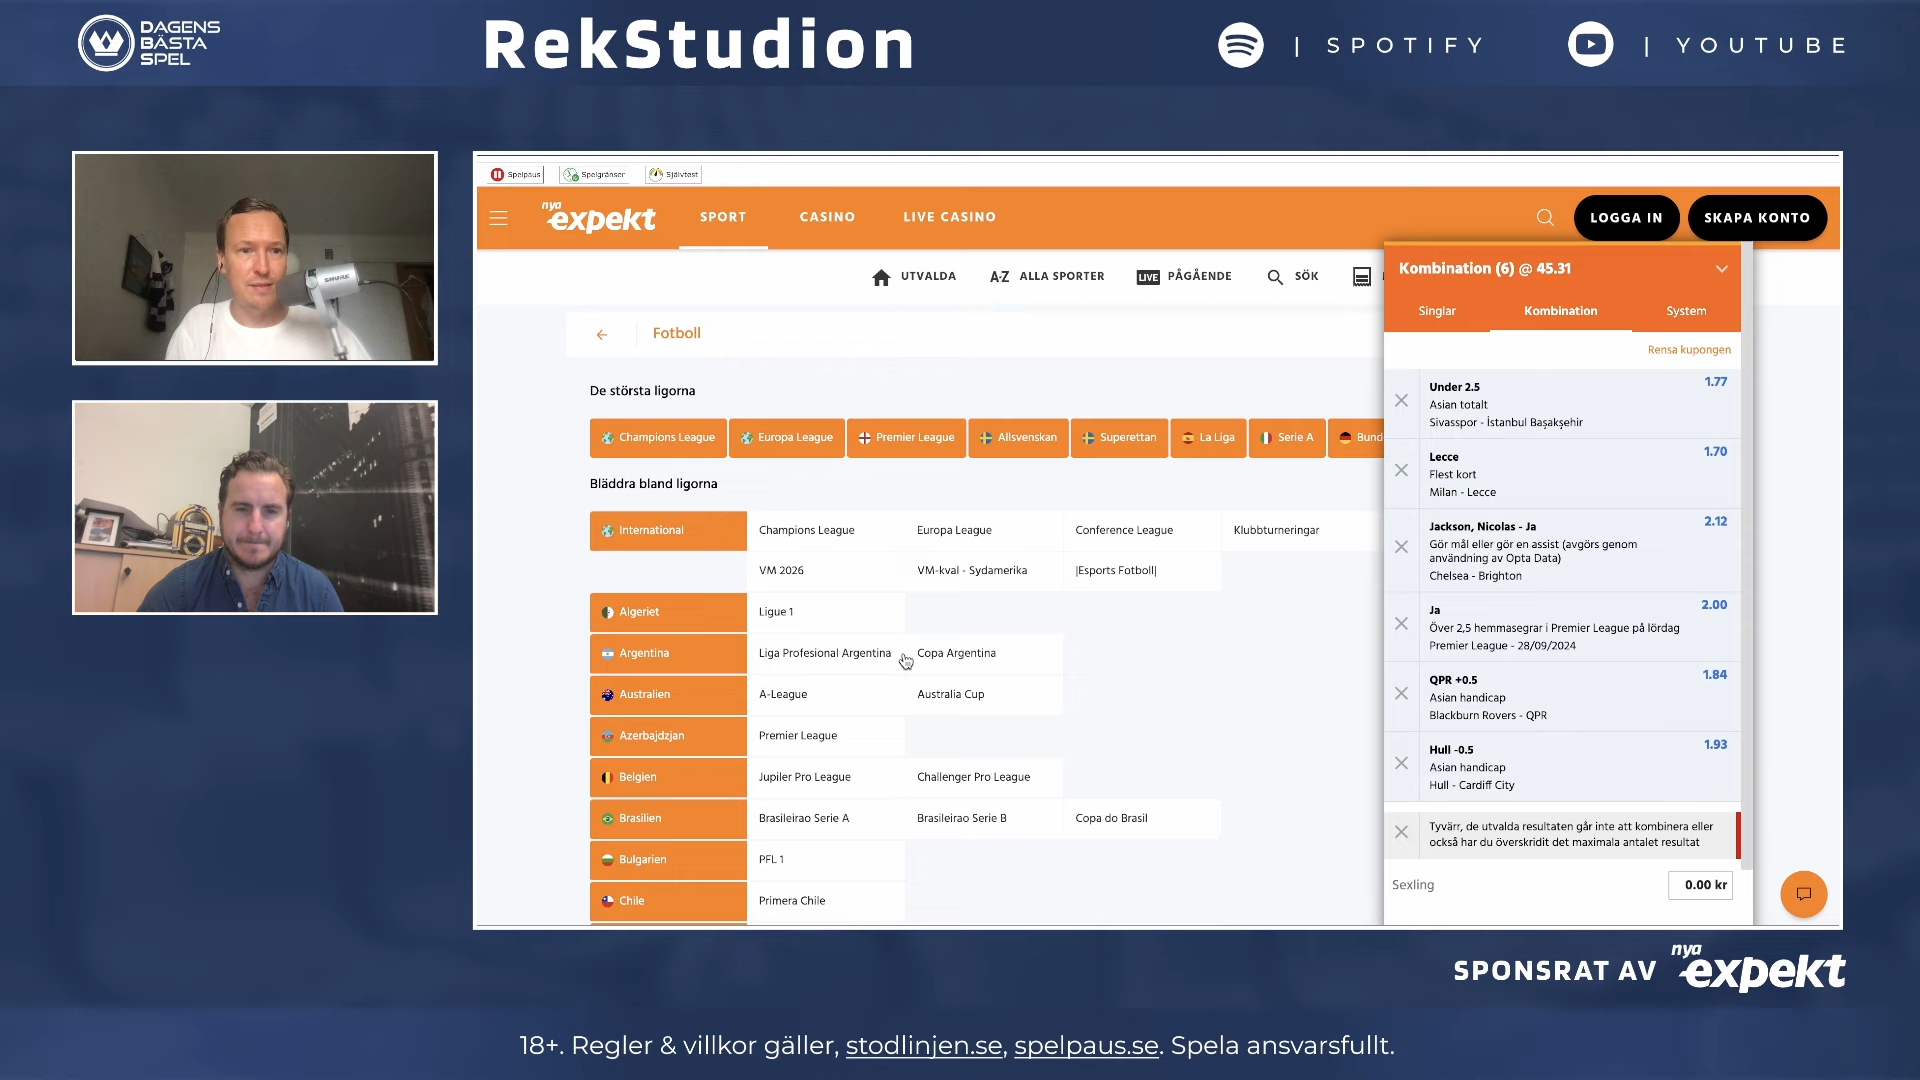 DAGENS
BÄSTA
SPEL
RekStudion
| SPOTIFY
| YOUTUBE
Spelpaus
Spelgränser
Självtest
nya
expekt
SPORT
CASINO
LIVE CASINO
LOGGA IN
SKAPA KONTO
UTVALDA
A-Z ALLA SPORTER
LIVE PÅGÅENDE
SÖK
Fotboll
De största ligorna
Champions League
Europa League
Premier League
Allsvenskan
Superettan
La Liga
Serie A
Bund
Bläddra bland ligorna
International
Champions League
Europa League
Conference League
Klubbturneringar
VM 2026
VM-kval - Sydamerika
|Esports Fotboll|
Algeriet
Ligue 1
Argentina
Liga Profesional Argentina
Copa Argentina
Australien
A-League
Australia Cup
Azerbajdzjan
Premier League
Belgien
Jupiler Pro League
Challenger Pro League
Brasilien
Brasileirao Serie A
Brasileirao Serie B
Copa do Brasil
Bulgarien
PFL 1
Chile
Primera Chile
Kombination (6) @ 45.31
Singlar
Kombination
System
Rensa kupongen
Under 2.5
1.77
Asian totalt
Sivasspor - İstanbul Başakşehir
Lecce
1.70
Flest kort
Milan - Lecce
Jackson, Nicolas - Ja
2.12
Gör mål eller gör en assist (avgörs genom
användning av Opta Data)
Chelsea - Brighton
Ja
2.00
Över 2,5 hemmasegrar i Premier League på lördag
Premier League - 28/09/2024
QPR +0.5
1.84
Asian handicap
Blackburn Rovers - QPR
Hull -0.5
1.93
Asian handicap
Hull - Cardiff City
Tyvärr, de utvalda resultaten går inte att kombinera eller
också har du överskridit det maximala antalet resultat
Sexling
0.00 kr
SPONSRAT AV
nya
expekt
18+. Regler & villkor gäller, stodlinjen.se, spelpaus.se. Spela ansvarsfullt.